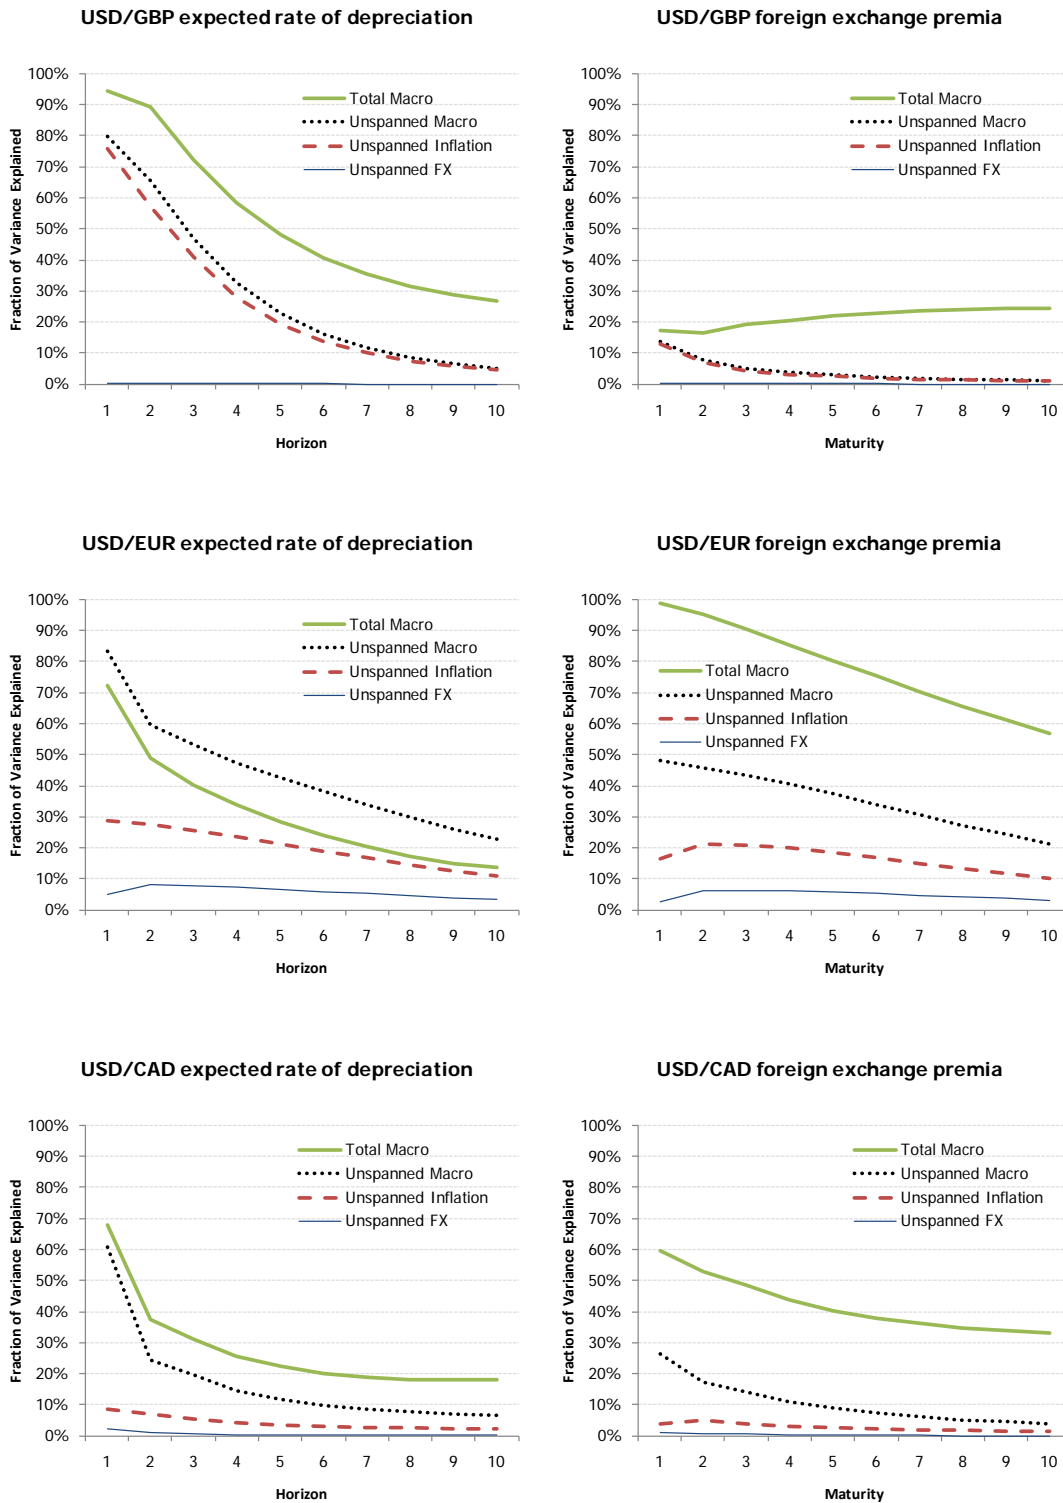 USD/GBP expected rate of depreciation
Fraction of Variance Explained
100%
90%
80%
70%
60%
50%
40%
30%
20%
10%
0%
Total Macro
Unspanned Macro
Unspanned Inflation
Unspanned FX
1 2 3 4 5 6 7 8 9 10
Horizon
USD/GBP foreign exchange premia
Fraction of Variance Explained
100%
90%
80%
70%
60%
50%
40%
30%
20%
10%
0%
Total Macro
Unspanned Macro
Unspanned Inflation
Unspanned FX
1 2 3 4 5 6 7 8 9 10
Maturity
USD/EUR expected rate of depreciation
Fraction of Variance Explained
100%
90%
80%
70%
60%
50%
40%
30%
20%
10%
0%
Total Macro
Unspanned Macro
Unspanned Inflation
Unspanned FX
1 2 3 4 5 6 7 8 9 10
Horizon
USD/EUR foreign exchange premia
Fraction of Variance Explained
100%
90%
80%
70%
60%
50%
40%
30%
20%
10%
0%
Total Macro
Unspanned Macro
Unspanned Inflation
Unspanned FX
1 2 3 4 5 6 7 8 9 10
Maturity
USD/CAD expected rate of depreciation
Fraction of Variance Explained
100%
90%
80%
70%
60%
50%
40%
30%
20%
10%
0%
Total Macro
Unspanned Macro
Unspanned Inflation
Unspanned FX
1 2 3 4 5 6 7 8 9 10
Horizon
USD/CAD foreign exchange premia
Fraction of Variance Explained
100%
90%
80%
70%
60%
50%
40%
30%
20%
10%
0%
Total Macro
Unspanned Macro
Unspanned Inflation
Unspanned FX
1 2 3 4 5 6 7 8 9 10
Maturity